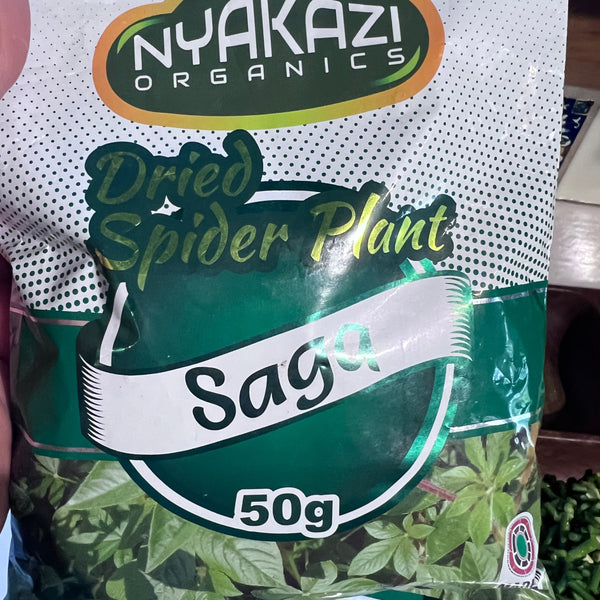 NYAKAZI
ORGANICS
Dried
Spider Plant
Saga
50g